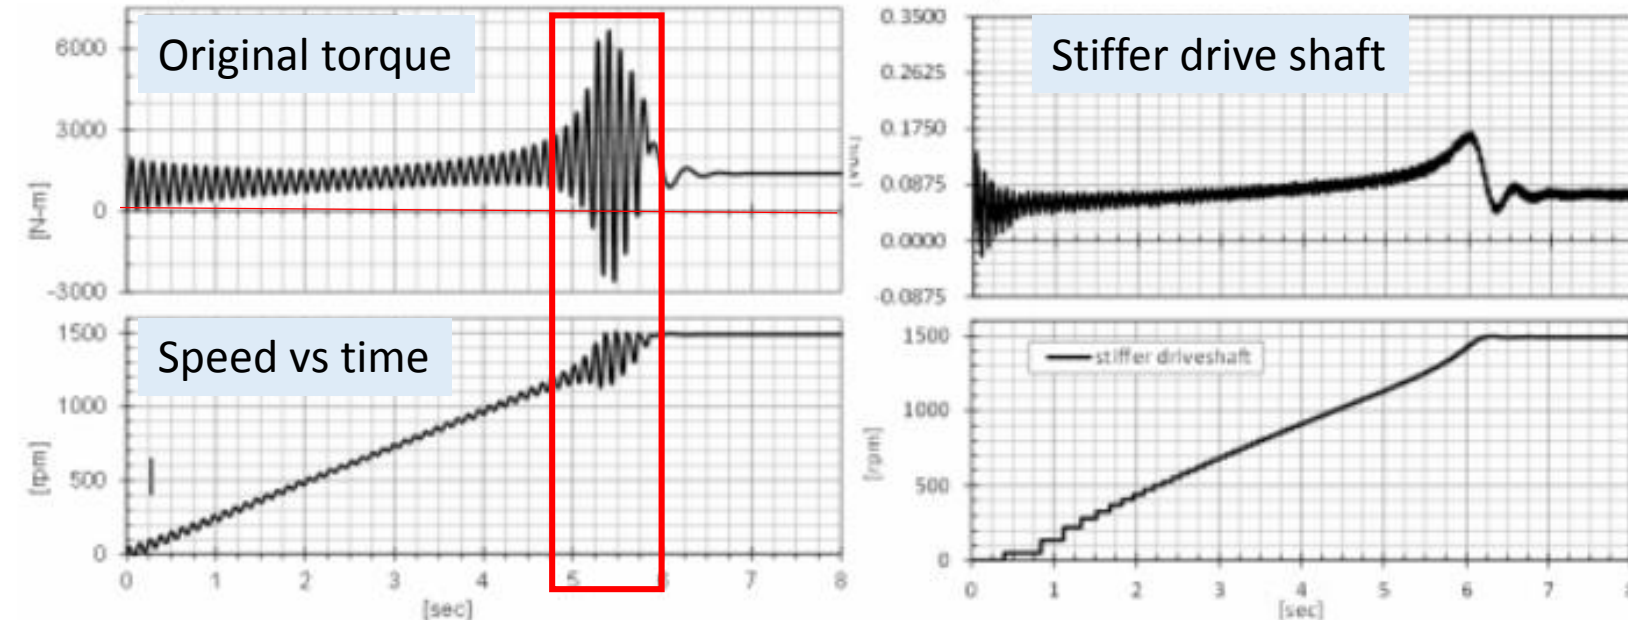 Original torque
6000
3000
0
-3000
[N-m]
Speed vs time
1500
1000
500
0
[rpm]
0 1 2 3 4 5 6 7 8
[sec]
Stiffer drive shaft
0.3500
0.2625
0.1750
0.0875
0.0000
-0.0875
stiffer driveshaft
1500
1000
500
0
[rpm]
0 1 2 3 4 5 6 7
[sec]